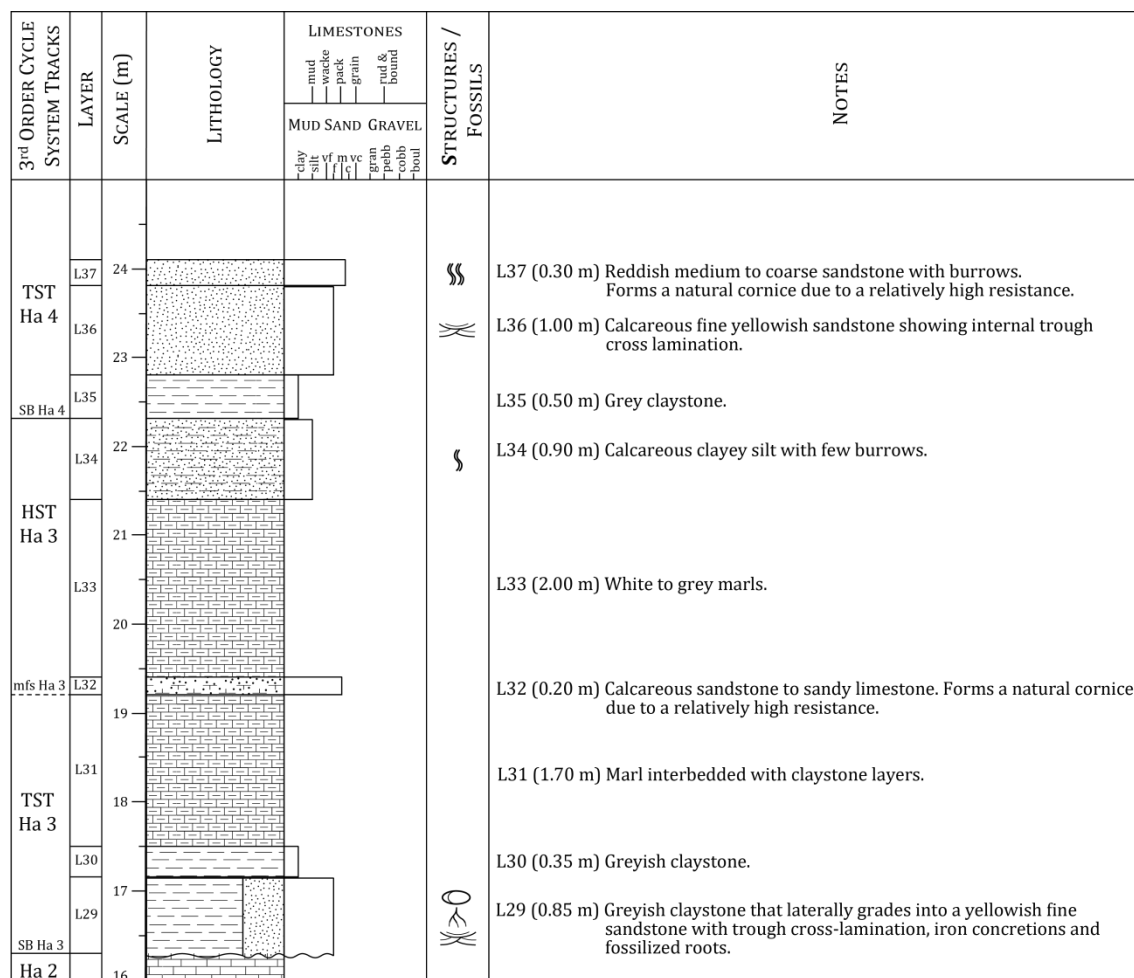 3rd ORDER CYCLE
SYSTEM TRACKS
LAYER
SCALE (m)
LITHOLOGY
LIMESTONES
mud
wacke
pack
grain
rud &
bound
MUD SAND GRAVEL
clay
silt
vf
f
m
c
vc
gran
pebb
cobb
boul
STRUCTURES /
FOSSILS
NOTES
24
L37
L37 (0.30 m) Reddish medium to coarse sandstone with burrows.
Forms a natural cornice due to a relatively high resistance.
TST
Ha 4
L36
L36 (1.00 m) Calcareous fine yellowish sandstone showing internal trough
cross lamination.
23
L35
L35 (0.50 m) Grey claystone.
SB Ha 4
22
L34
L34 (0.90 m) Calcareous clayey silt with few burrows.
HST
Ha 3
21
L33
L33 (2.00 m) White to grey marls.
20
mfs Ha 3
L32
L32 (0.20 m) Calcareous sandstone to sandy limestone. Forms a natural cornice
due to a relatively high resistance.
19
L31
L31 (1.70 m) Marl interbedded with claystone layers.
18
TST
Ha 3
L30
L30 (0.35 m) Greyish claystone.
17
L29
L29 (0.85 m) Greyish claystone that laterally grades into a yellowish fine
sandstone with trough cross-lamination, iron concretions and
fossilized roots.
SB Ha 3
Ha 2
16